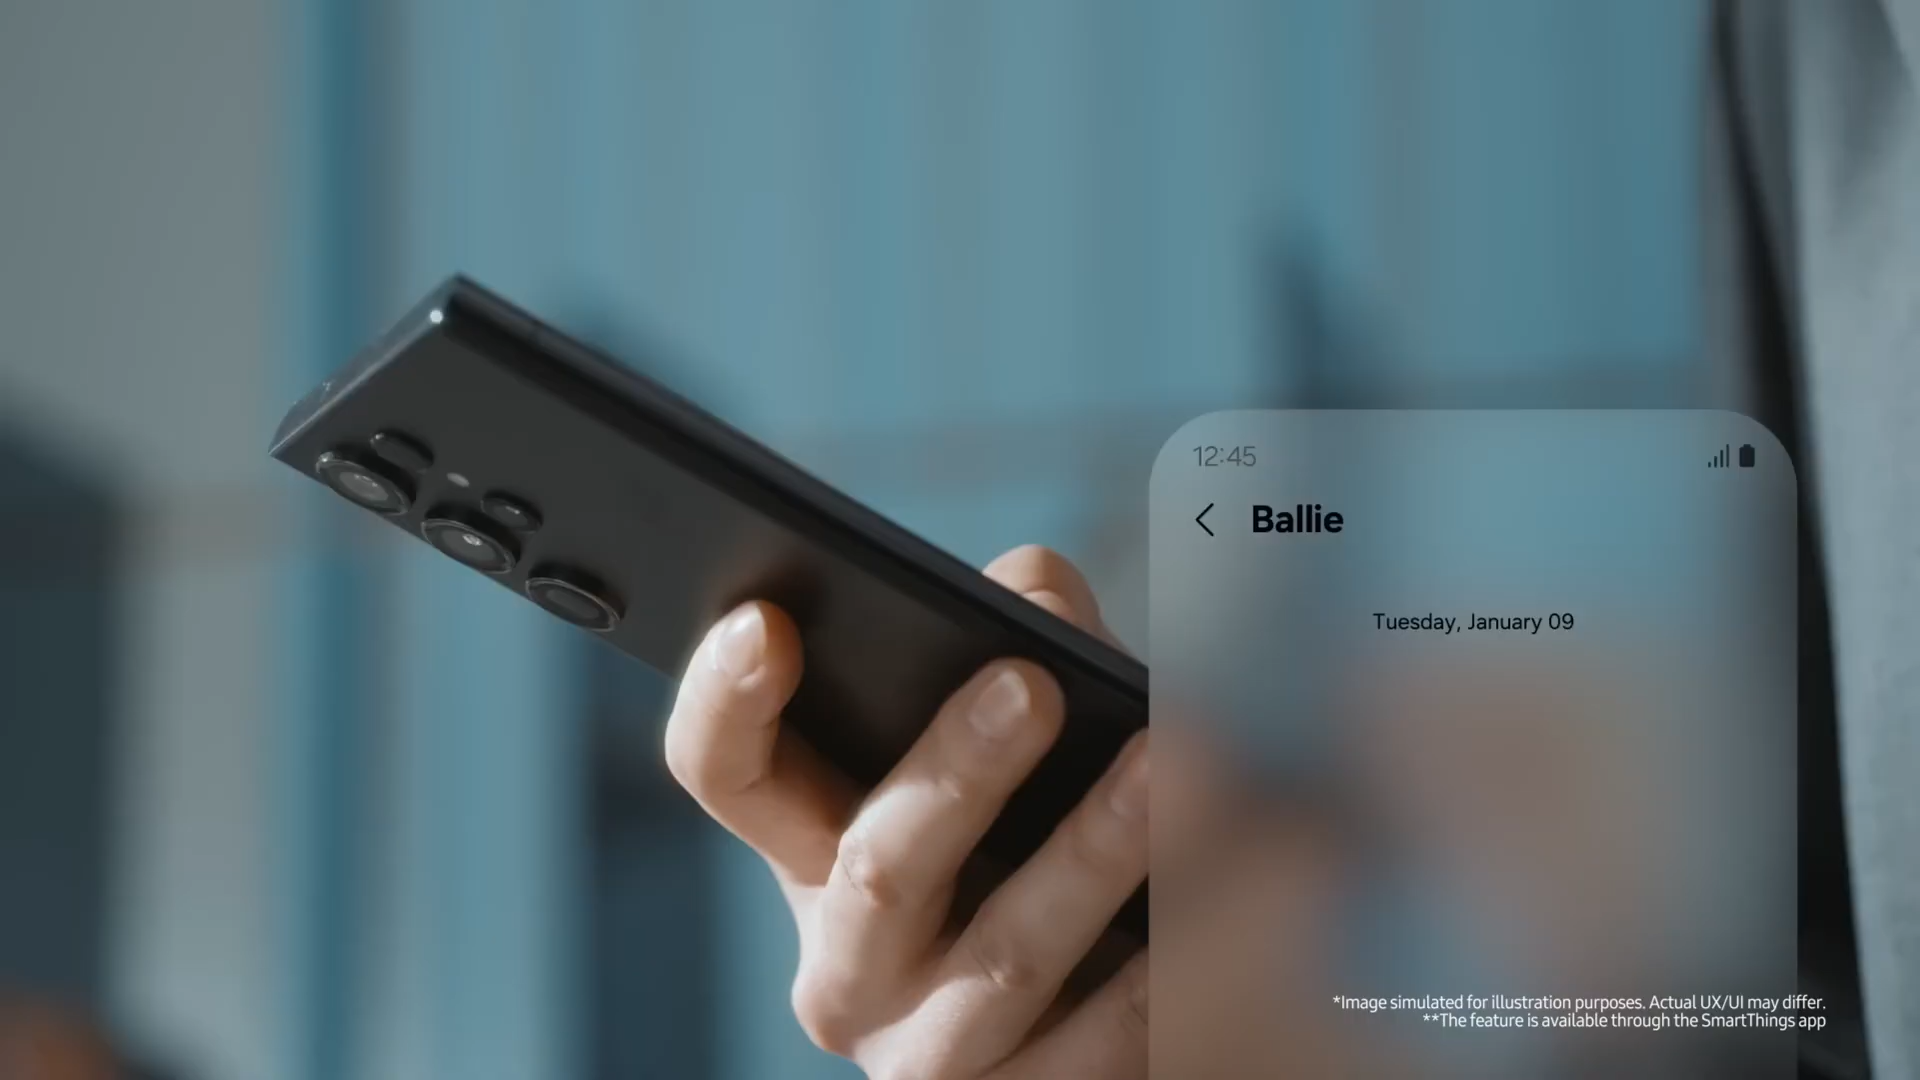 12:45
Ballie
Tuesday, January 09
*Image simulated for illustration purposes. Actual UX/UI may differ.
**The feature is available through the SmartThings app